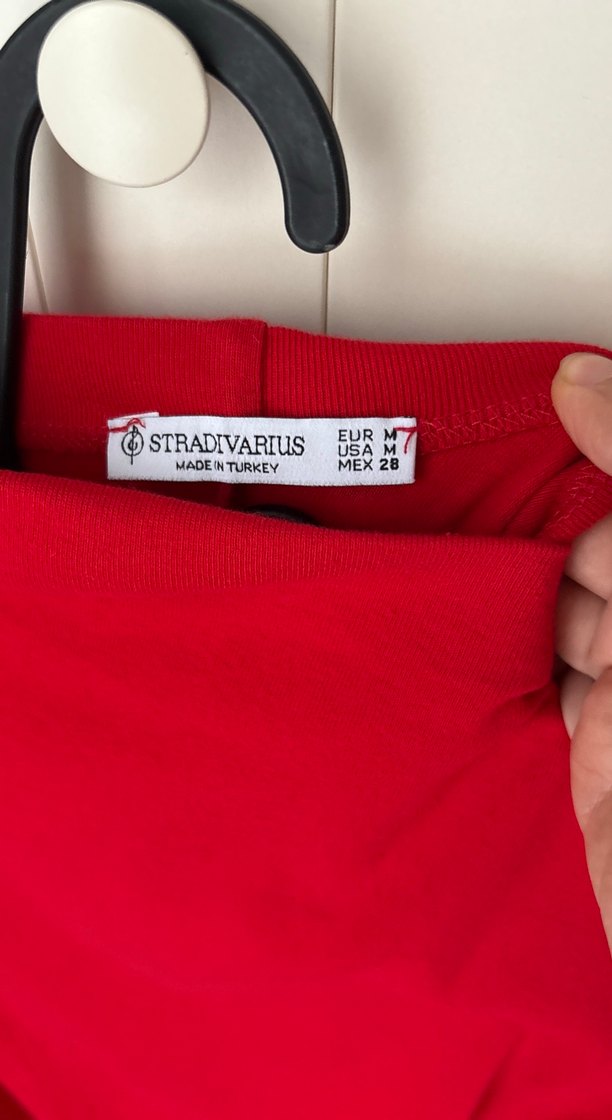 STRADIVARIUS
MADE IN TURKEY
EUR M
USA M
MEX 28